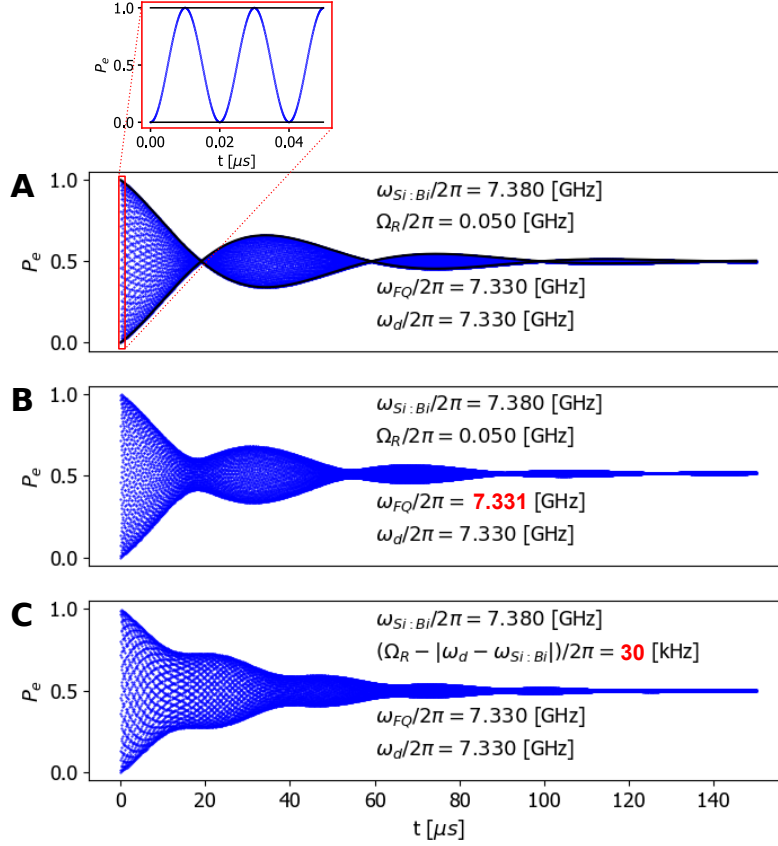 1.0
0.5
0.0
P_e
0.00 0.02 0.04
t [μs]
A
1.0
0.5
0.0
P_e
ω_{Si:Bi}/2π = 7.380 [GHz]
Ω_R/2π = 0.050 [GHz]
ω_{FQ}/2π = 7.330 [GHz]
ω_d/2π = 7.330 [GHz]
B
1.0
0.5
0.0
P_e
ω_{Si:Bi}/2π = 7.380 [GHz]
Ω_R/2π = 0.050 [GHz]
ω_{FQ}/2π = 7.331 [GHz]
ω_d/2π = 7.330 [GHz]
C
1.0
0.5
0.0
P_e
ω_{Si:Bi}/2π = 7.380 [GHz]
(Ω_R − |ω_d − ω_{Si:Bi}|)/2π = 30 [kHz]
ω_{FQ}/2π = 7.330 [GHz]
ω_d/2π = 7.330 [GHz]
0 20 40 60 80 100 120 140
t [μs]